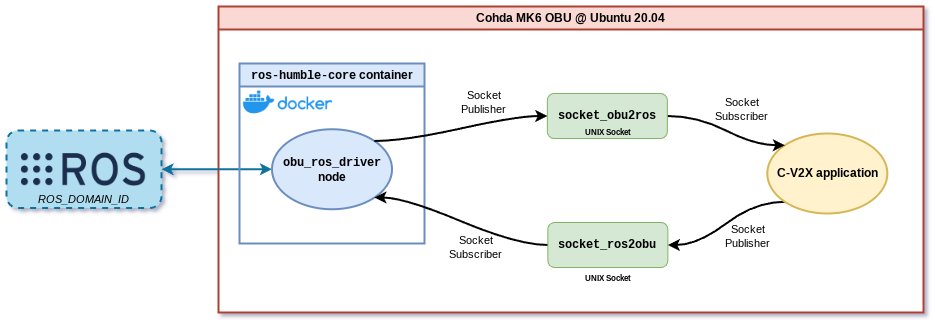 Cohda MK6 OBU @ Ubuntu 20.04
ros-humble-core container
docker
Socket
Publisher
socket_obu2ros
UNIX Socket
Socket
Subscriber
obu_ros_driver
node
ROS
ROS_DOMAIN_ID
C-V2X application
Socket
Subscriber
socket_ros2obu
UNIX Socket
Socket
Publisher